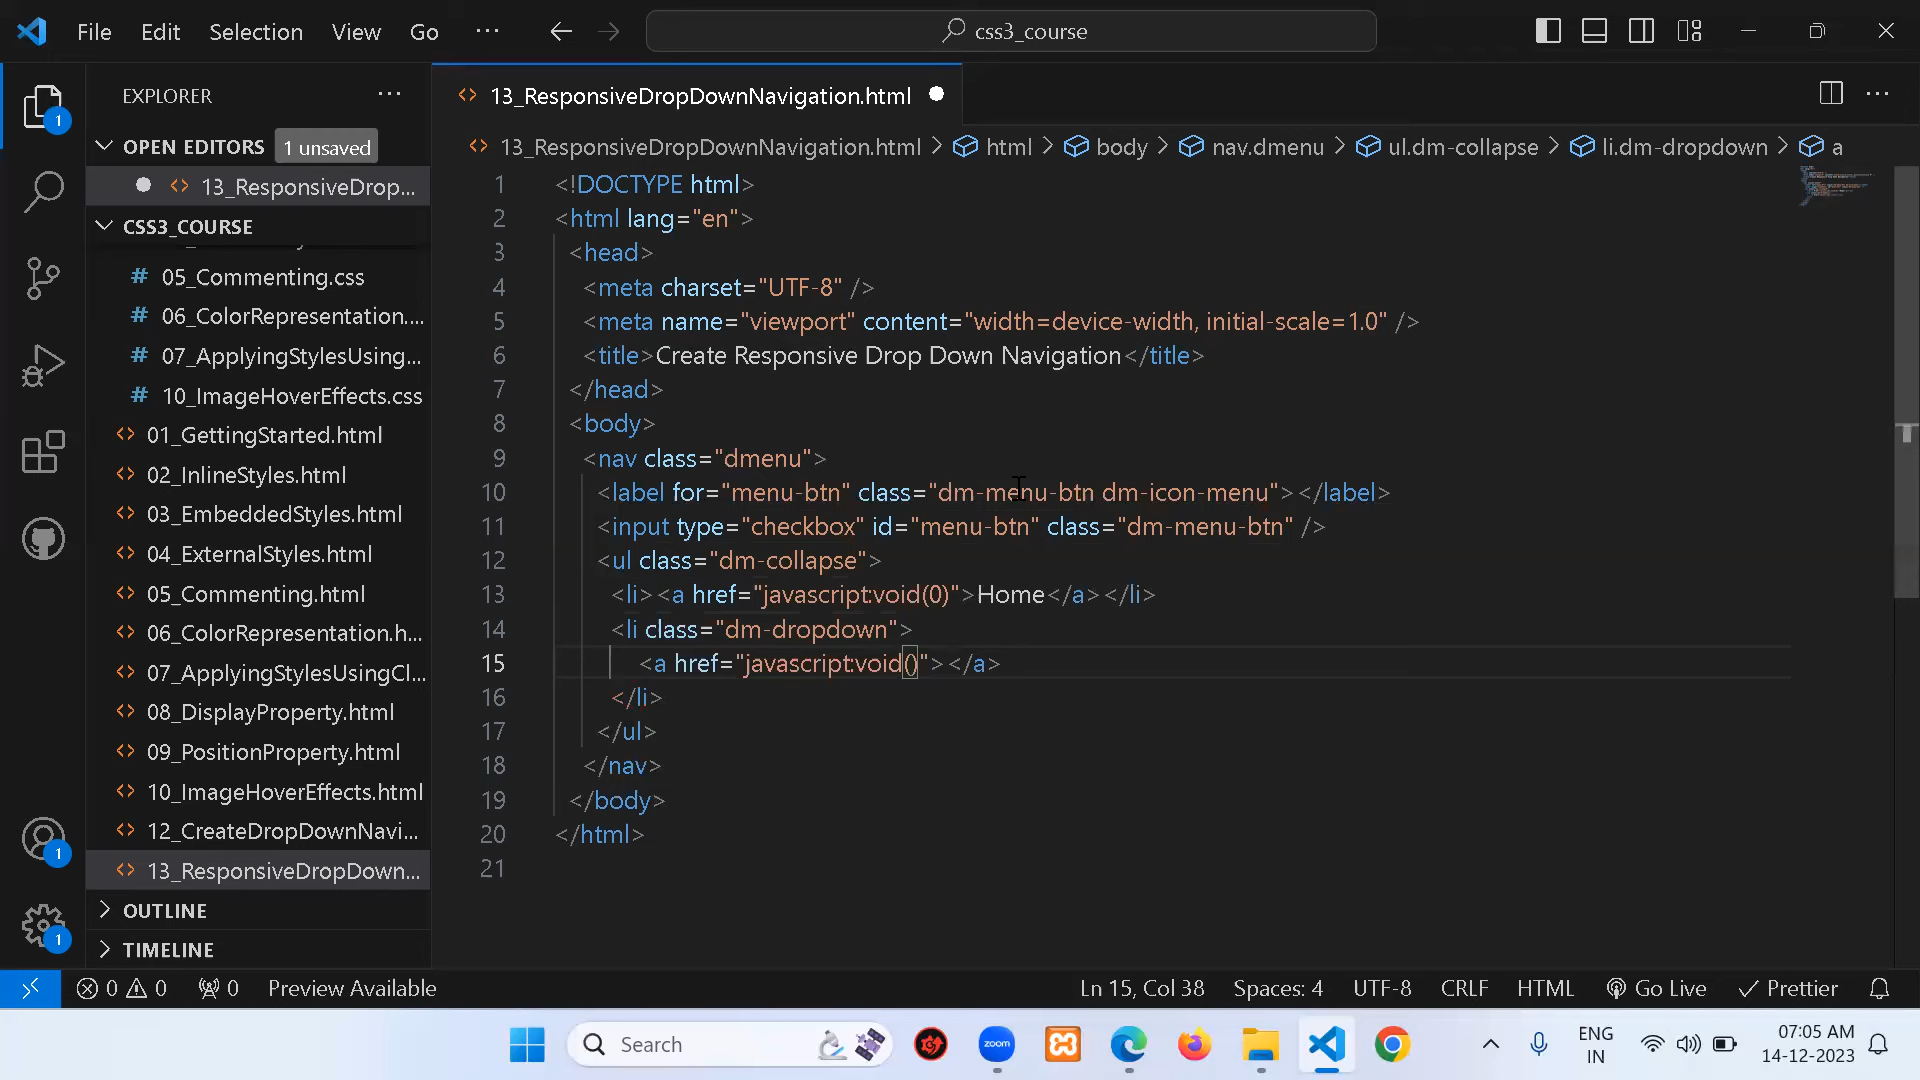 File Edit Selection View Go ··· css3_course
EXPLORER ···
OPEN EDITORS 1 unsaved
13_ResponsiveDrop...
CSS3_COURSE
05_Commenting.css
06_ColorRepresentation....
07_ApplyingStylesUsing...
10_ImageHoverEffects.css
01_GettingStarted.html
02_InlineStyles.html
03_EmbeddedStyles.html
04_ExternalStyles.html
05_Commenting.html
06_ColorRepresentation.h...
07_ApplyingStylesUsingCl...
08_DisplayProperty.html
09_PositionProperty.html
10_ImageHoverEffects.html
12_CreateDropDownNavi...
13_ResponsiveDropDown...
OUTLINE
TIMELINE
13_ResponsiveDropDownNavigation.html
13_ResponsiveDropDownNavigation.html > html > body > nav.dmenu > ul.dm-collapse > li.dm-dropdown > a
1 <!DOCTYPE html>
2 <html lang="en">
3 <head>
4 <meta charset="UTF-8" />
5 <meta name="viewport" content="width=device-width, initial-scale=1.0" />
6 <title>Create Responsive Drop Down Navigation</title>
7 </head>
8 <body>
9 <nav class="dmenu">
10 <label for="menu-btn" class="dm-menu-btn dm-icon-menu"></label>
11 <input type="checkbox" id="menu-btn" class="dm-menu-btn" />
12 <ul class="dm-collapse">
13 <li><a href="javascript:void(0)">Home</a></li>
14 <li class="dm-dropdown">
15 <a href="javascript:void()"></a>
16 </li>
17 </ul>
18 </nav>
19 </body>
20 </html>
21
1
1
1
0 0 0 Preview Available Ln 15, Col 38 Spaces: 4 UTF-8 CRLF HTML Go Live Prettier
Search zoom ENG 07:05 AM
IN 14-12-2023